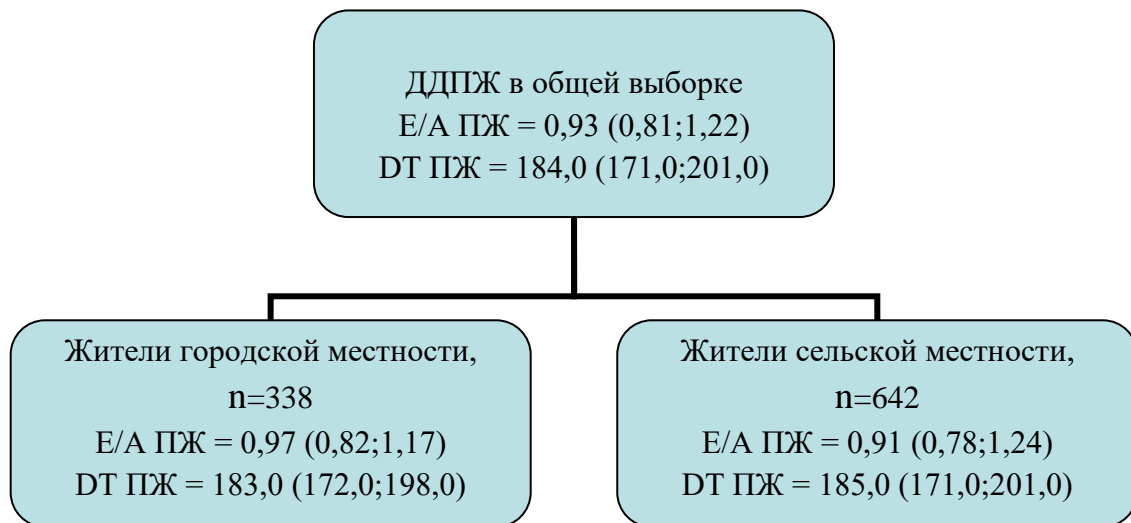 ДДПЖ в общей выборке
Е/А ПЖ = 0,93 (0,81;1,22)
DT ПЖ = 184,0 (171,0;201,0)
Жители городской местности,
n=338
Е/А ПЖ = 0,97 (0,82;1,17)
DT ПЖ = 183,0 (172,0;198,0)
Жители сельской местности,
n=642
Е/А ПЖ = 0,91 (0,78;1,24)
DT ПЖ = 185,0 (171,0;201,0)